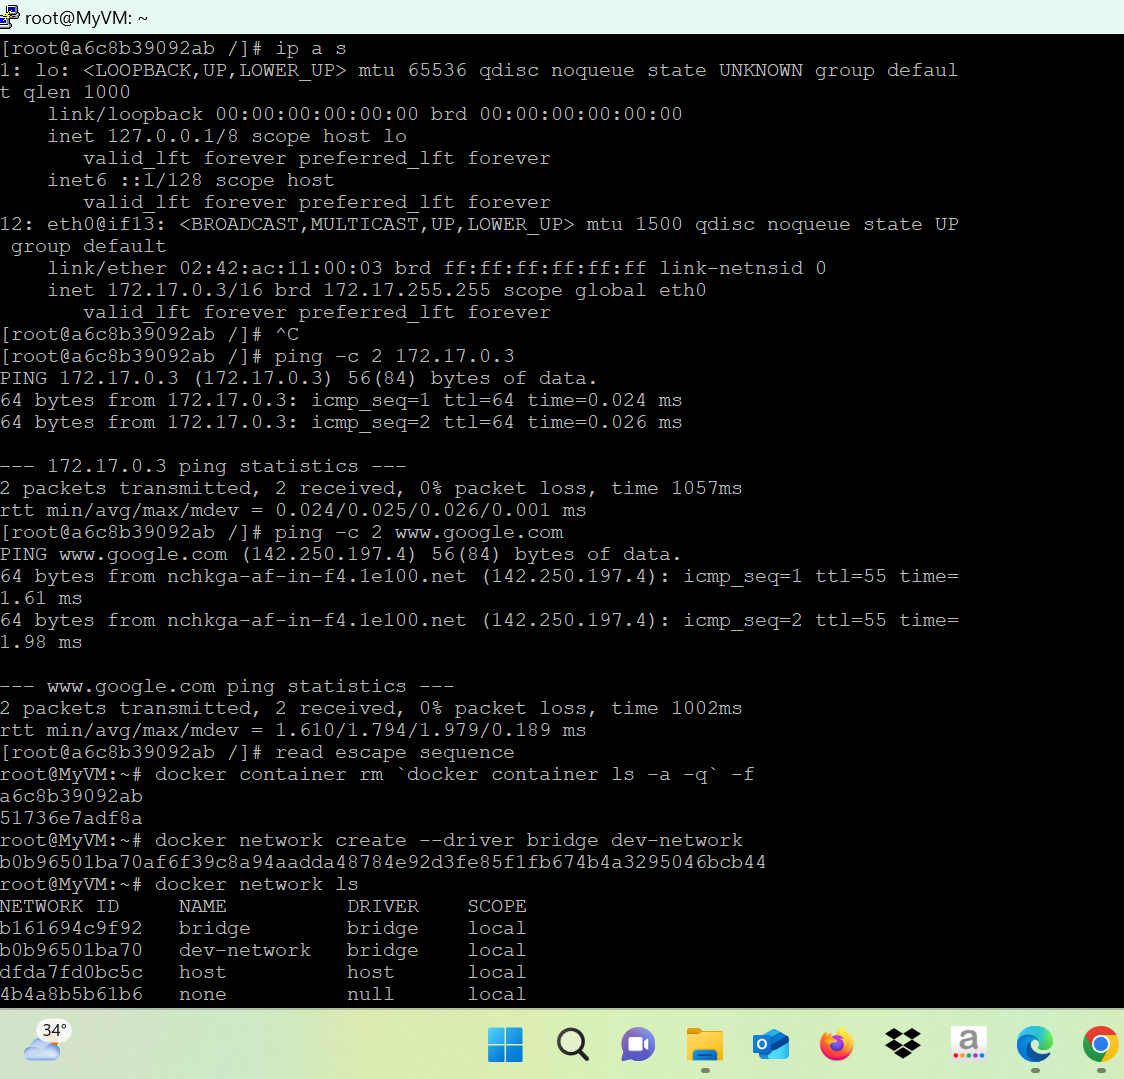 root@MyVM: ~
[root@a6c8b39092ab /]# ip a s
1: lo: <LOOPBACK,UP,LOWER_UP> mtu 65536 qdisc noqueue state UNKNOWN group defaul
t qlen 1000
    link/loopback 00:00:00:00:00:00 brd 00:00:00:00:00:00
    inet 127.0.0.1/8 scope host lo
       valid_lft forever preferred_lft forever
    inet6 ::1/128 scope host
       valid_lft forever preferred_lft forever
12: eth0@if13: <BROADCAST,MULTICAST,UP,LOWER_UP> mtu 1500 qdisc noqueue state UP
 group default
    link/ether 02:42:ac:11:00:03 brd ff:ff:ff:ff:ff:ff link-netnsid 0
    inet 172.17.0.3/16 brd 172.17.255.255 scope global eth0
       valid_lft forever preferred_lft forever
[root@a6c8b39092ab /]# ^C
[root@a6c8b39092ab /]# ping -c 2 172.17.0.3
PING 172.17.0.3 (172.17.0.3) 56(84) bytes of data.
64 bytes from 172.17.0.3: icmp_seq=1 ttl=64 time=0.024 ms
64 bytes from 172.17.0.3: icmp_seq=2 ttl=64 time=0.026 ms
--- 172.17.0.3 ping statistics ---
2 packets transmitted, 2 received, 0% packet loss, time 1057ms
rtt min/avg/max/mdev = 0.024/0.025/0.026/0.001 ms
[root@a6c8b39092ab /]# ping -c 2 www.google.com
PING www.google.com (142.250.197.4) 56(84) bytes of data.
64 bytes from nchkga-af-in-f4.1e100.net (142.250.197.4): icmp_seq=1 ttl=55 time=
1.61 ms
64 bytes from nchkga-af-in-f4.1e100.net (142.250.197.4): icmp_seq=2 ttl=55 time=
1.98 ms
--- www.google.com ping statistics ---
2 packets transmitted, 2 received, 0% packet loss, time 1002ms
rtt min/avg/max/mdev = 1.610/1.794/1.979/0.189 ms
[root@a6c8b39092ab /]# read escape sequence
root@MyVM:~# docker container rm `docker container ls -a -q` -f
a6c8b39092ab
51736e7adf8a
root@MyVM:~# docker network create --driver bridge dev-network
b0b96501ba70af6f39c8a94aadda48784e92d3fe85f1fb674b4a3295046bcb44
root@MyVM:~# docker network ls
NETWORK ID     NAME          DRIVER    SCOPE
b161694c9f92   bridge        bridge    local
b0b96501ba70   dev-network   bridge    local
dfda7fd0bc5c   host          host      local
4b4a8b5b61b6   none          null      local
34°
a